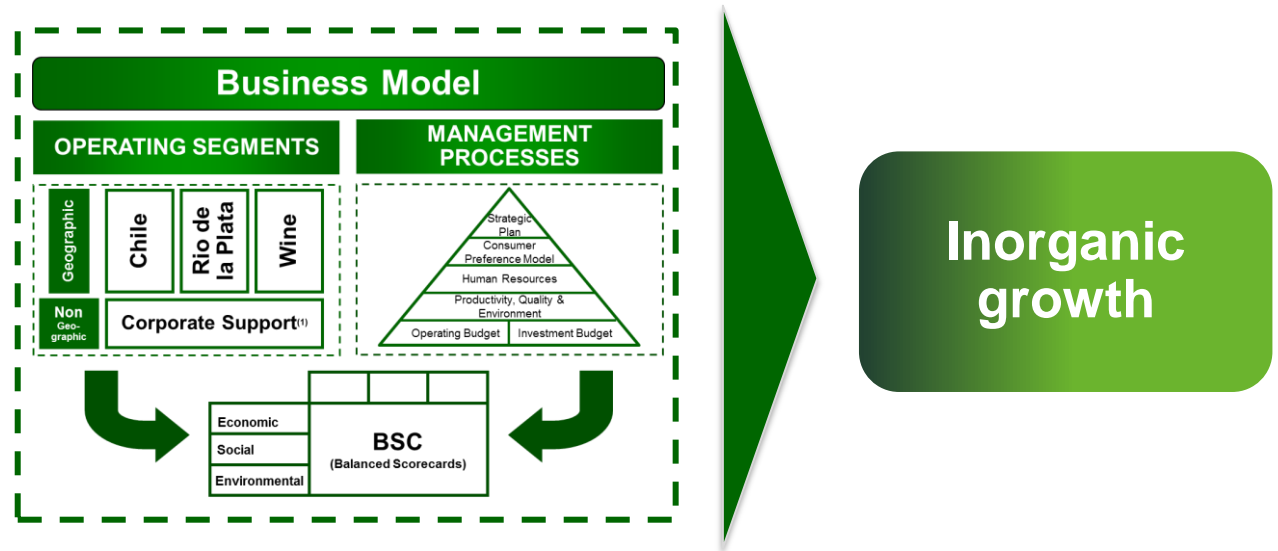 Business Model
OPERATING SEGMENTS
MANAGEMENT
PROCESSES
Geographic
Chile
Rio de
la Plata
Wine
Non
Geo-
graphic
Corporate Support(1)
Strategic
Plan
Consumer
Preference Model
Human Resources
Productivity, Quality &
Environment
Operating Budget
Investment Budget
Economic
Social
Environmental
BSC
(Balanced Scorecards)
Inorganic
growth